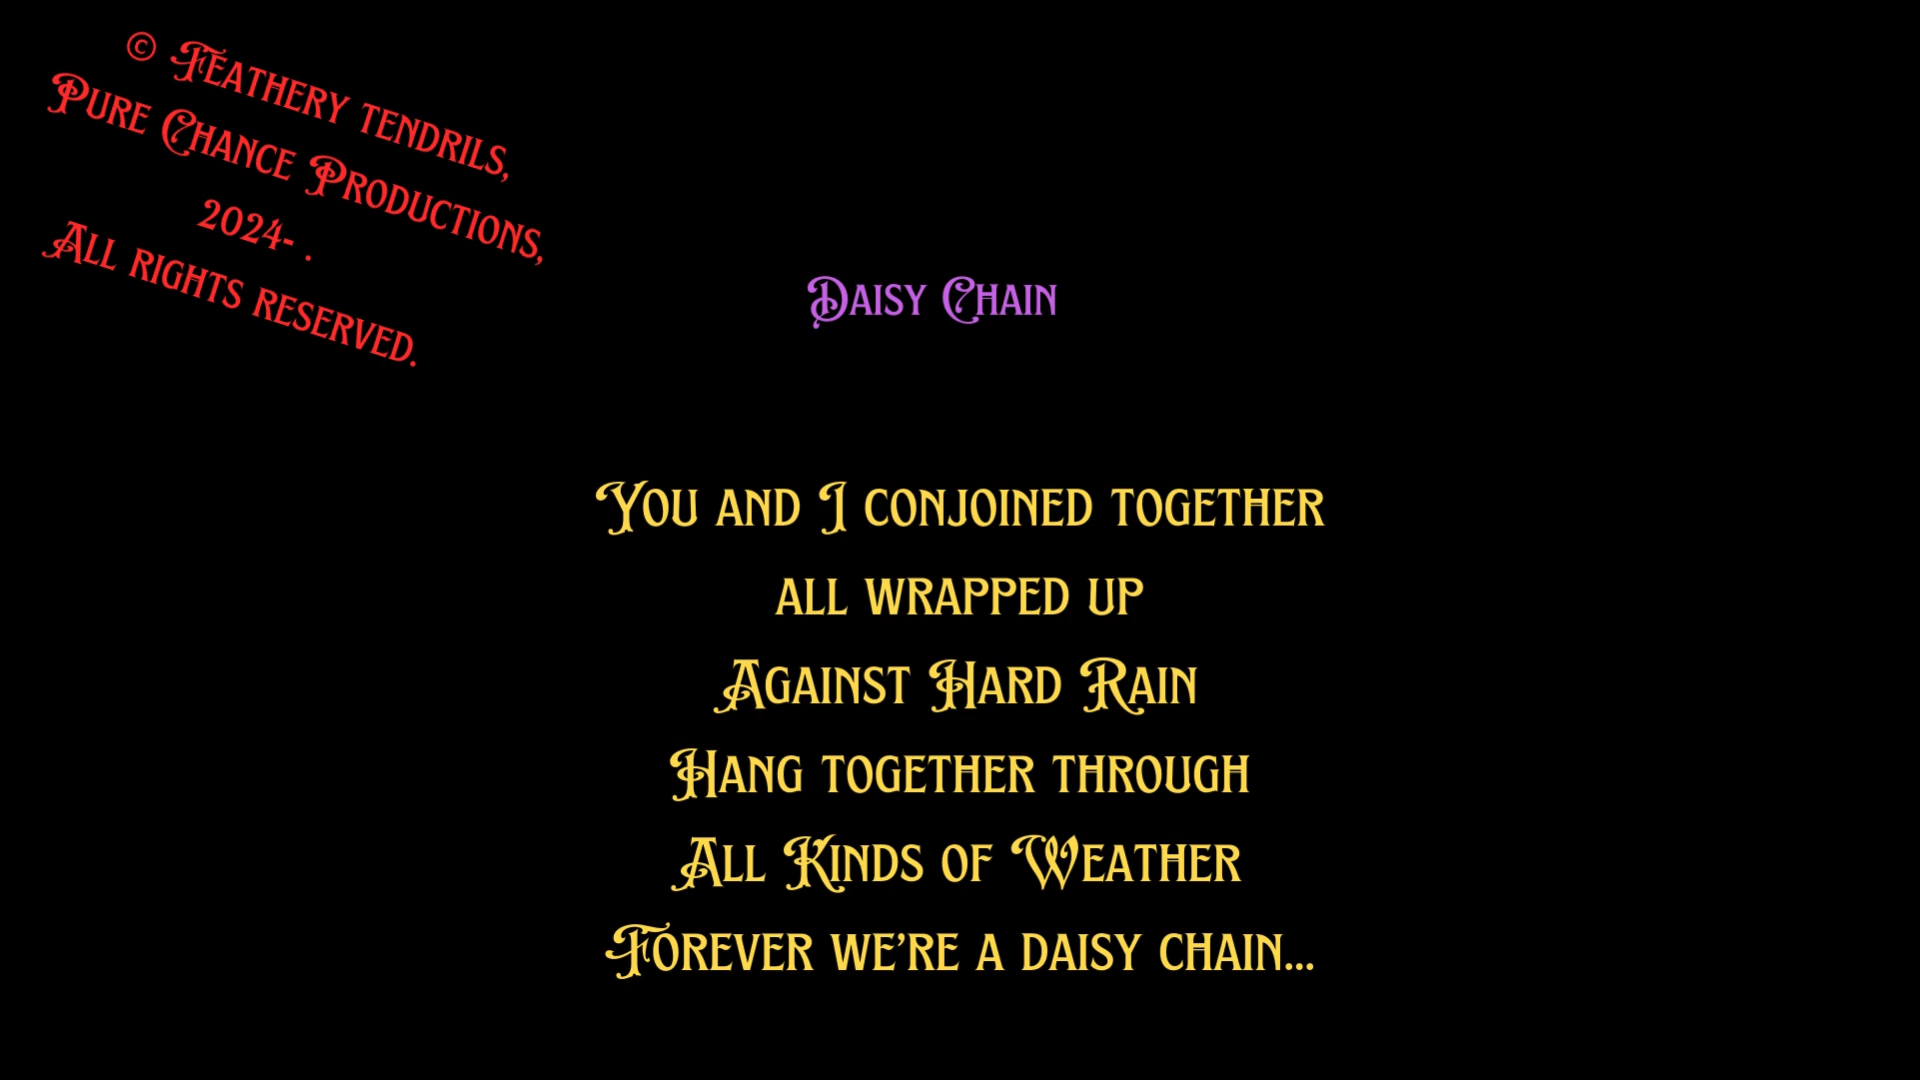 © Feathery tendrils,
Pure Chance Productions,
2024- .
All rights reserved.
Daisy Chain
You and I conjoined together
all wrapped up
Against Hard Rain
Hang together through
All Kinds of Weather
Forever we’re a daisy chain...